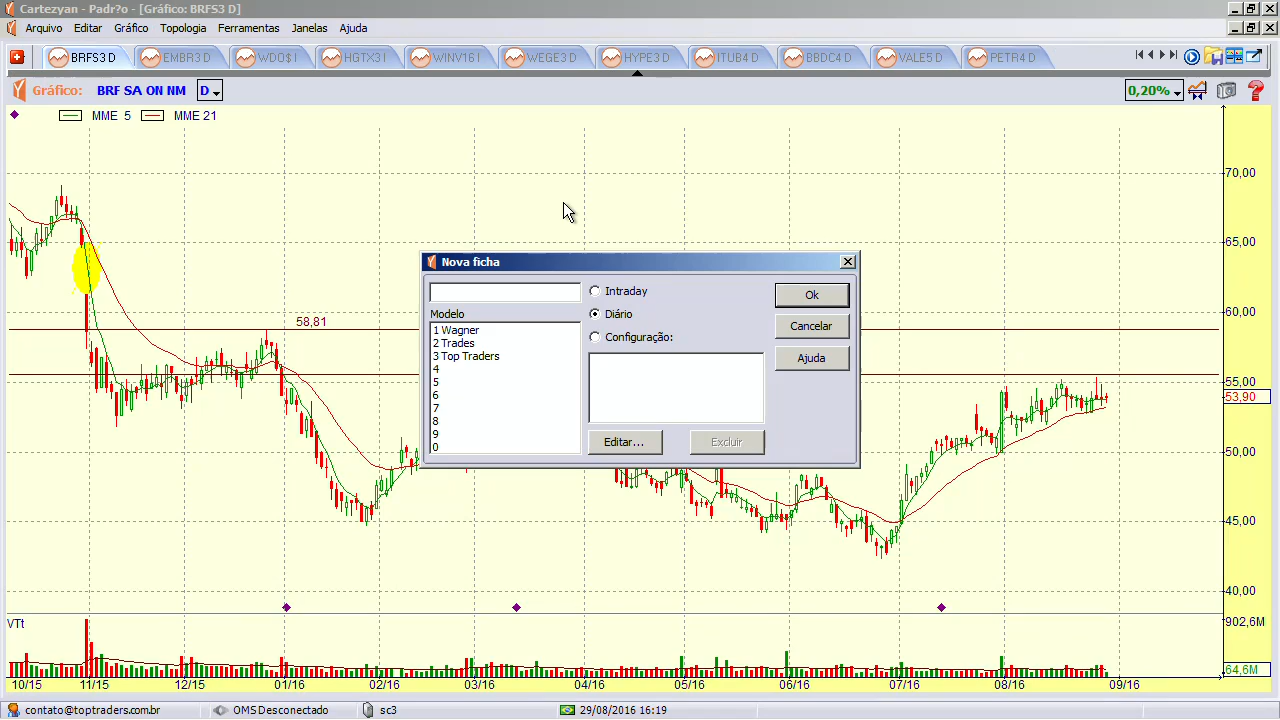 Cartezyan - Padr?o - [Gráfico: BRFS3 D]
Arquivo Editar Gráfico Topologia Ferramentas Janelas Ajuda
BRFS3 D EMBR3 D WDO$ I HGTX3 I WINV16 I WEGE3 D HYPE3 D ITUB4 D BBDC4 D VALE5 D PETR4 D
Gráfico: BRF SA ON NM D 0,20%
MME 5 MME 21
70,00
65,00
60,00
58,81
55,00
53,90
50,00
45,00
40,00
Nova ficha
Intraday
Diário
Configuração:
Ok
Cancelar
Ajuda
Modelo
1 Wagner
2 Trades
3 Top Traders
4
5
6
7
8
9
0
Editar... Excluir
VTt
902,6M
64,6M
10/15 11/15 12/15 01/16 02/16 03/16 04/16 05/16 06/16 07/16 08/16 09/16
contato@toptraders.com.br OMS Desconectado sc3 29/08/2016 16:19